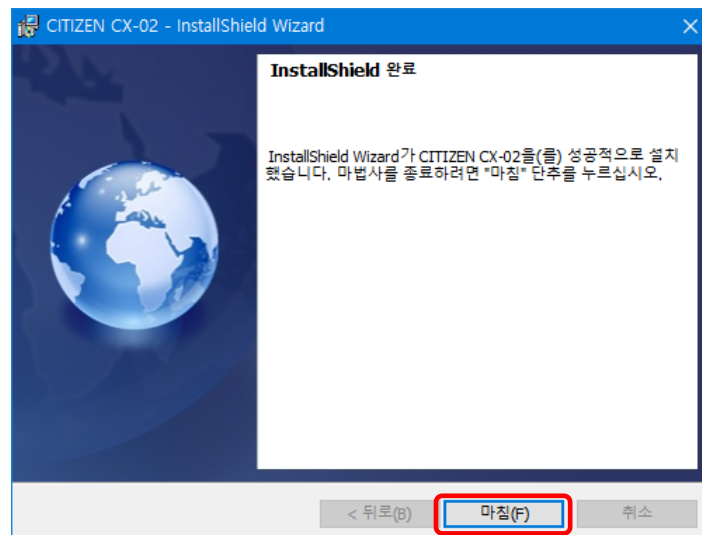 CITIZEN CX-02 - InstallShield Wizard
InstallShield 완료
InstallShield Wizard가 CITIZEN CX-02을(를) 성공적으로 설치
했습니다. 마법사를 종료하려면 "마침" 단추를 누르십시오.
< 뒤로(B) 마침(F) 취소